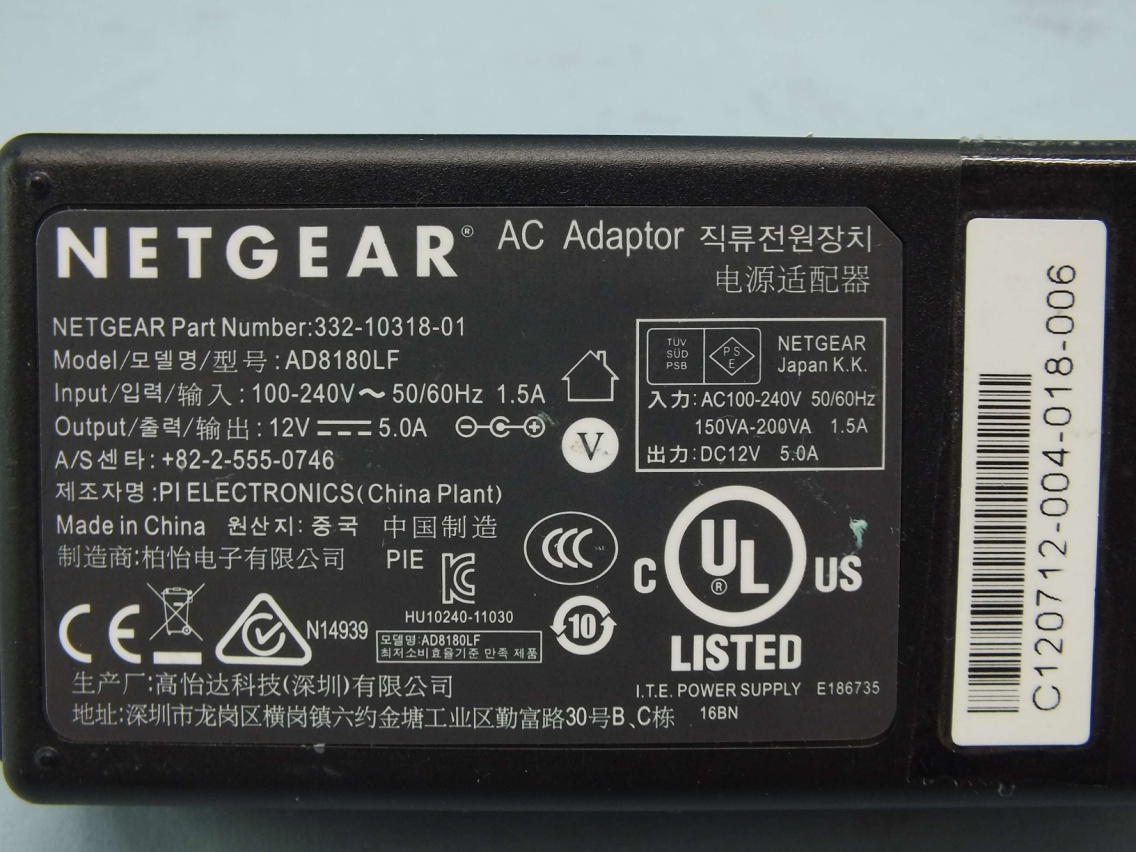 NETGEAR® AC Adaptor 직류전원장치
电源适配器
NETGEAR Part Number:332-10318-01
Model/모델명/型号:AD8180LF
Input/입력/输入:100-240V~ 50/60Hz 1.5A
Output/출력/输出:12V ⎓ 5.0A
A/S센타:+82-2-555-0746
제조자명:PI ELECTRONICS(China Plant)
Made in China 원산지:중국 中国制造
制造商:柏怡电子有限公司 PIE
V
TÜV
SÜD
PSB
PS
E
NETGEAR
Japan K.K.
入力:AC100-240V 50/60Hz
150VA-200VA 1.5A
出力:DC12V 5.0A
CCC
C UL® US
LISTED
I.T.E. POWER SUPPLY E186735
16BN
KC
HU10240-11030
모델명:AD8180LF
최저소비효율기준 만족 제품
10
CE
N14939
生产厂:高怡达科技(深圳)有限公司
地址:深圳市龙岗区横岗镇六约金塘工业区勤富路30号B、C栋
C120712-004-018-006